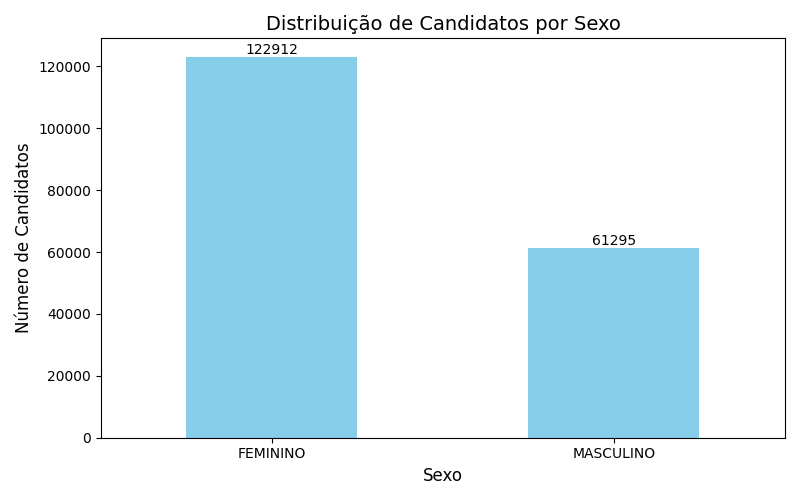 Distribuição de Candidatos por Sexo
122912
61295
120000
100000
80000
60000
40000
20000
0
Número de Candidatos
FEMININO
MASCULINO
Sexo